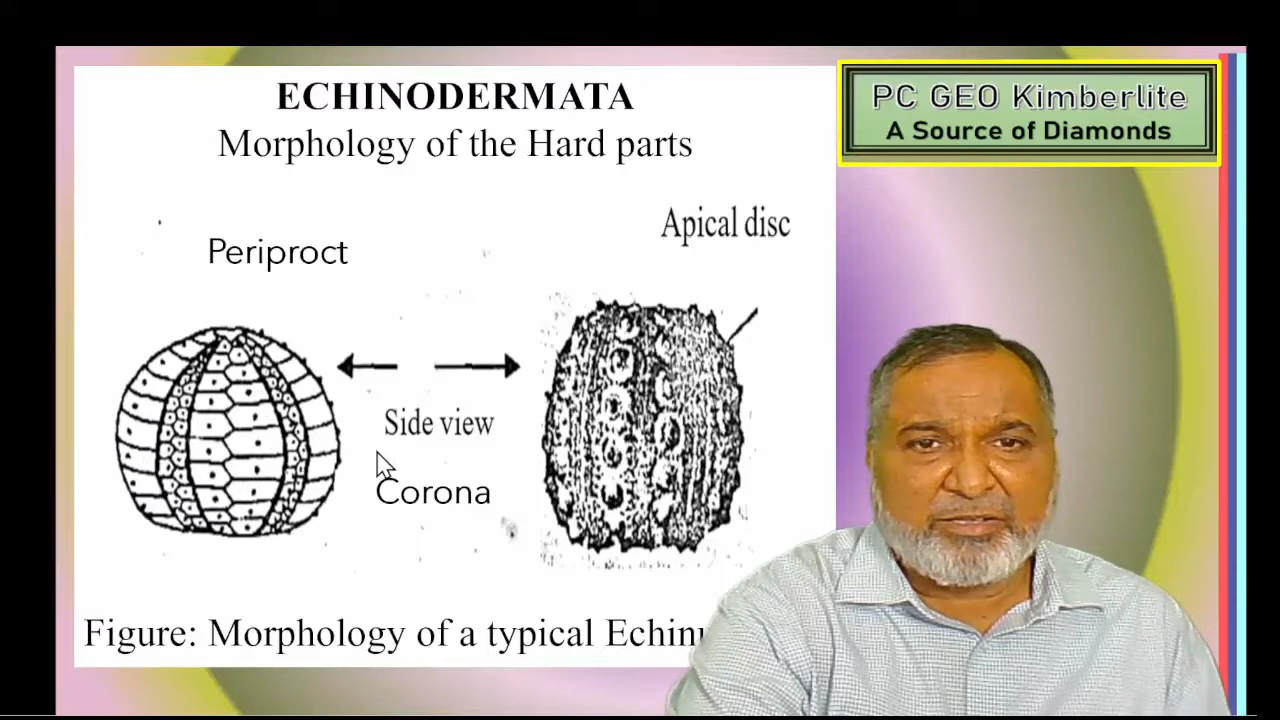 ECHINODERMATA
Morphology of the Hard parts
PC GEO Kimberlite
A Source of Diamonds
Apical disc
Periproct
Side view
Corona
Figure: Morphology of a typical